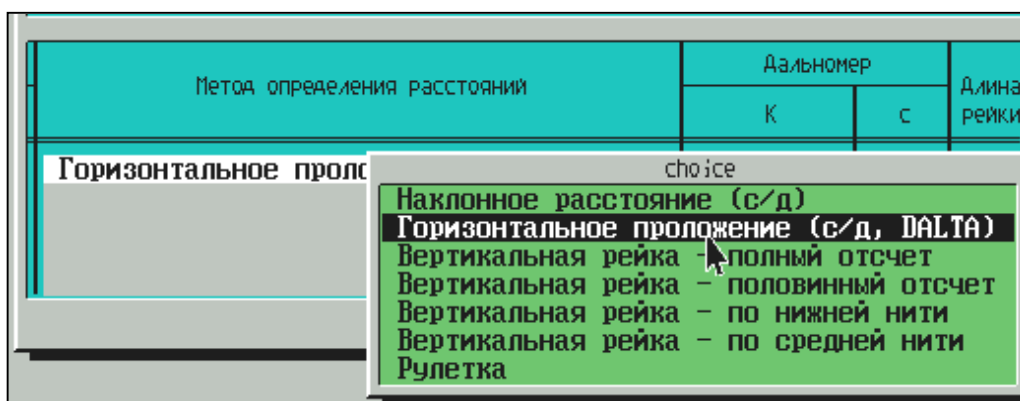 Дальномер
Метод определения расстояний
Длина
рейки
К
с
Горизонтальное проло
choice
Наклонное расстояние (с/д)
Горизонтальное проложение (с/д, DALTA)
Вертикальная рейка - полный отсчет
Вертикальная рейка - половинный отсчет
Вертикальная рейка - по нижней нити
Вертикальная рейка - по средней нити
Рулетка